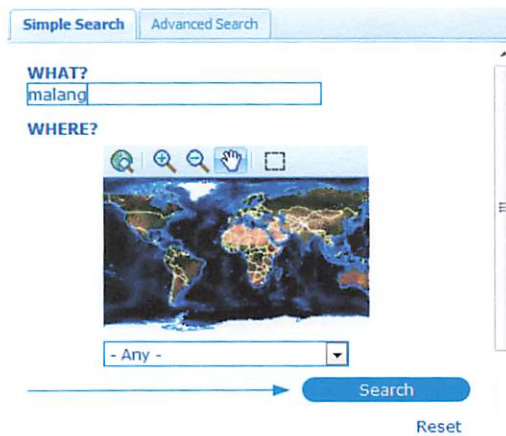 Simple Search Advanced Search
WHAT?
malang
WHERE?
- Any -
Search
Reset